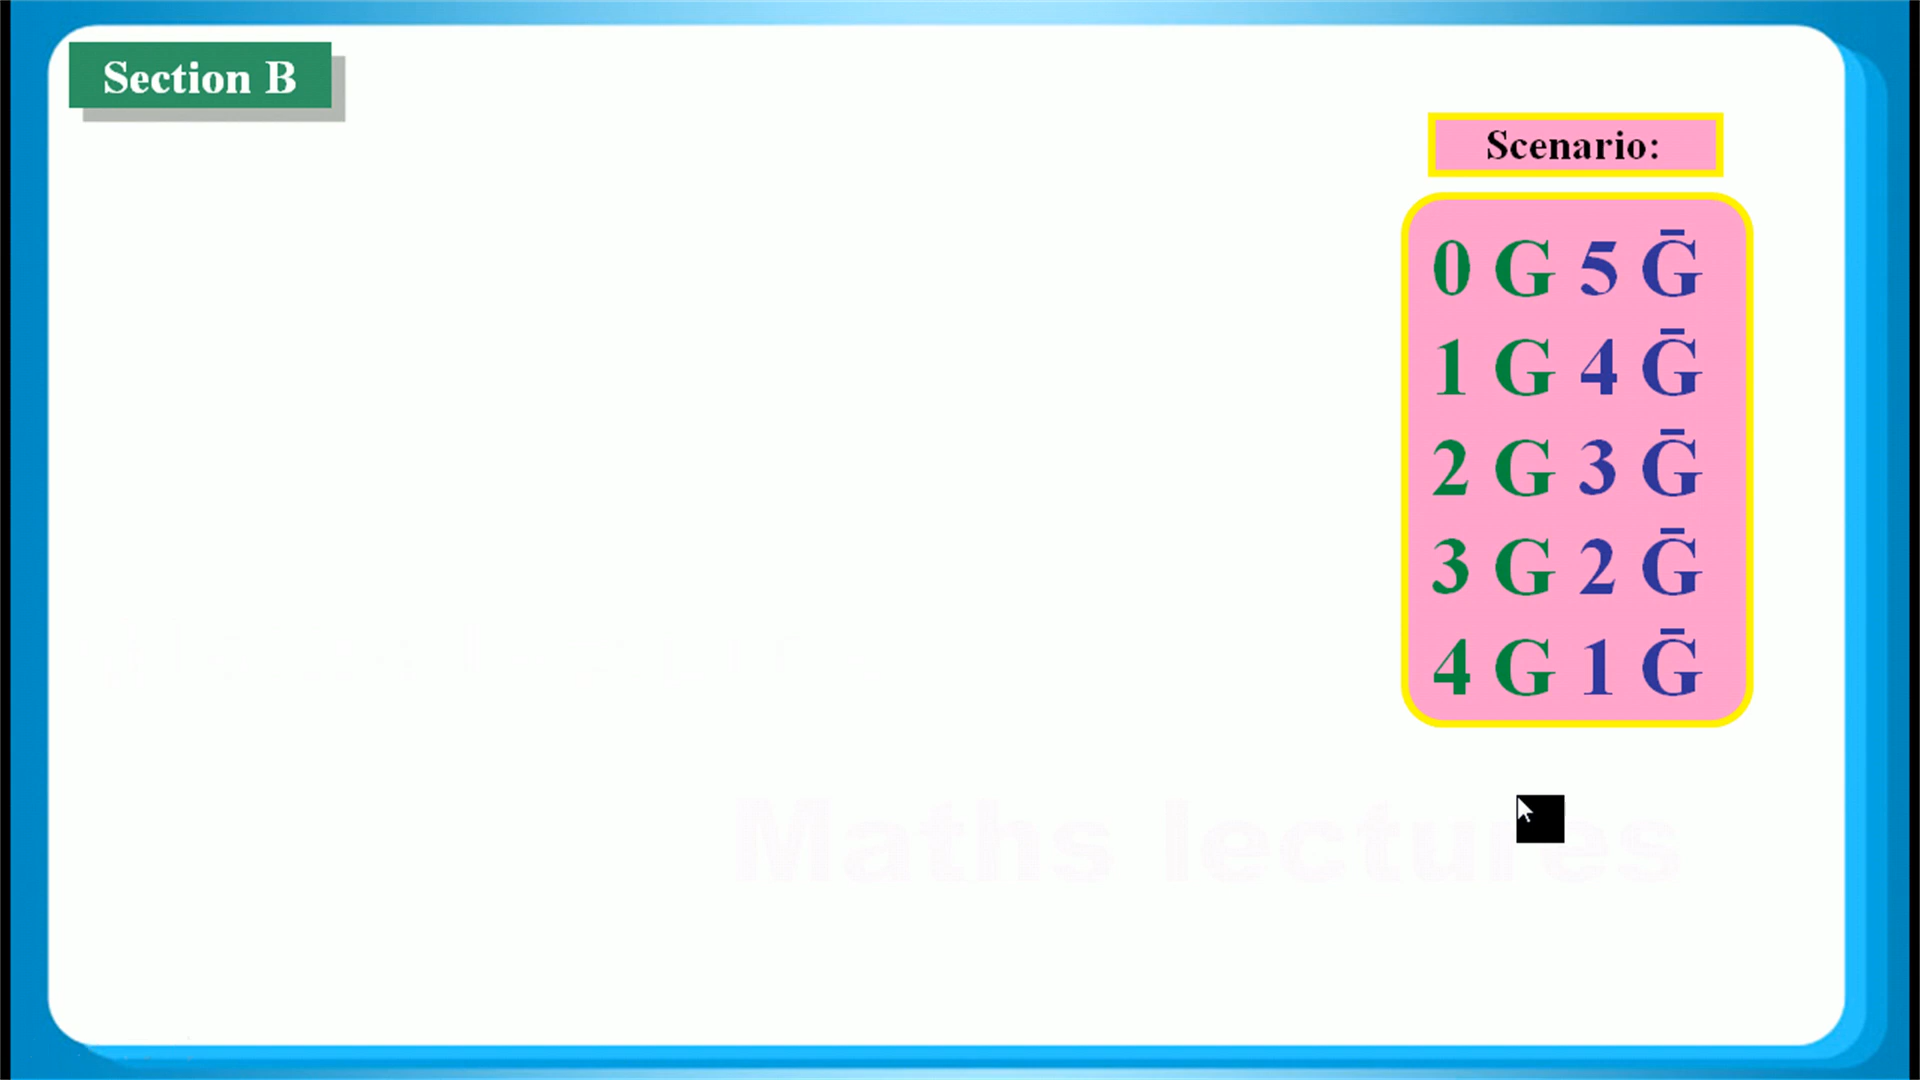 Section B
Scenario:
0 G 5 Ḡ
1 G 4 Ḡ
2 G 3 Ḡ
3 G 2 Ḡ
4 G 1 Ḡ
Maths lectures